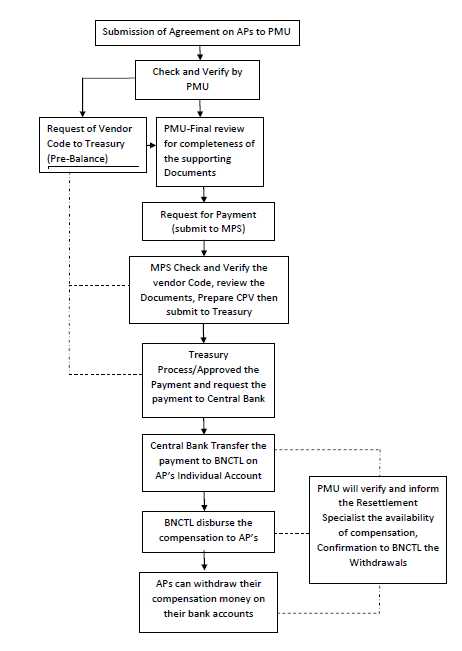 Submission of Agreement on APs to PMU
Check and Verify by
PMU
Request of Vendor
Code to Treasury
(Pre-Balance)
PMU-Final review
for completeness of
the supporting
Documents
Request for Payment
(submit to MPS)
MPS Check and Verify the
vendor Code, review the
Documents, Prepare CPV then
submit to Treasury
Treasury
Process/Approved the
Payment and request the
payment to Central Bank
Central Bank Transfer the
payment to BNCTL on
AP's Individual Account
PMU will verify and inform
the Resettlement
Specialist the availability
of compensation,
Confirmation to BNCTL the
Withdrawals
BNCTL disburse the
compensation to AP's
APs can withdraw their
compensation money on
their bank accounts